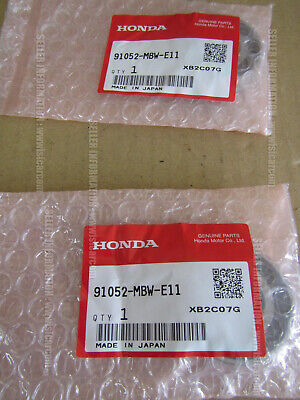 HONDA
GENUINE PARTS
Honda Motor Co., Ltd.
91052-MBW-E11
QTY 1
XB2C07G
MADE IN JAPAN
HONDA
GENUINE PARTS
Honda Motor Co., Ltd.
91052-MBW-E11
QTY 1
XB2C07G
MADE IN JAPAN